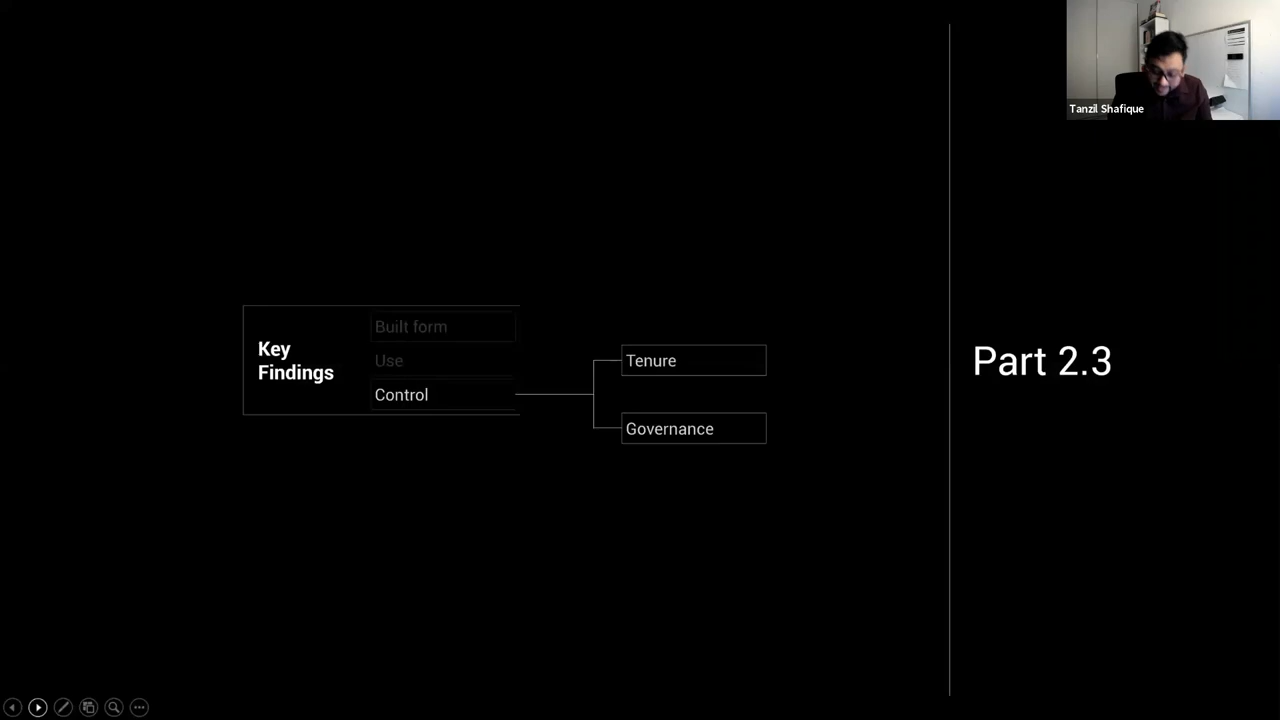 Tanzil Shafique
Key
Findings
Built form
Use
Control
Tenure
Governance
Part 2.3